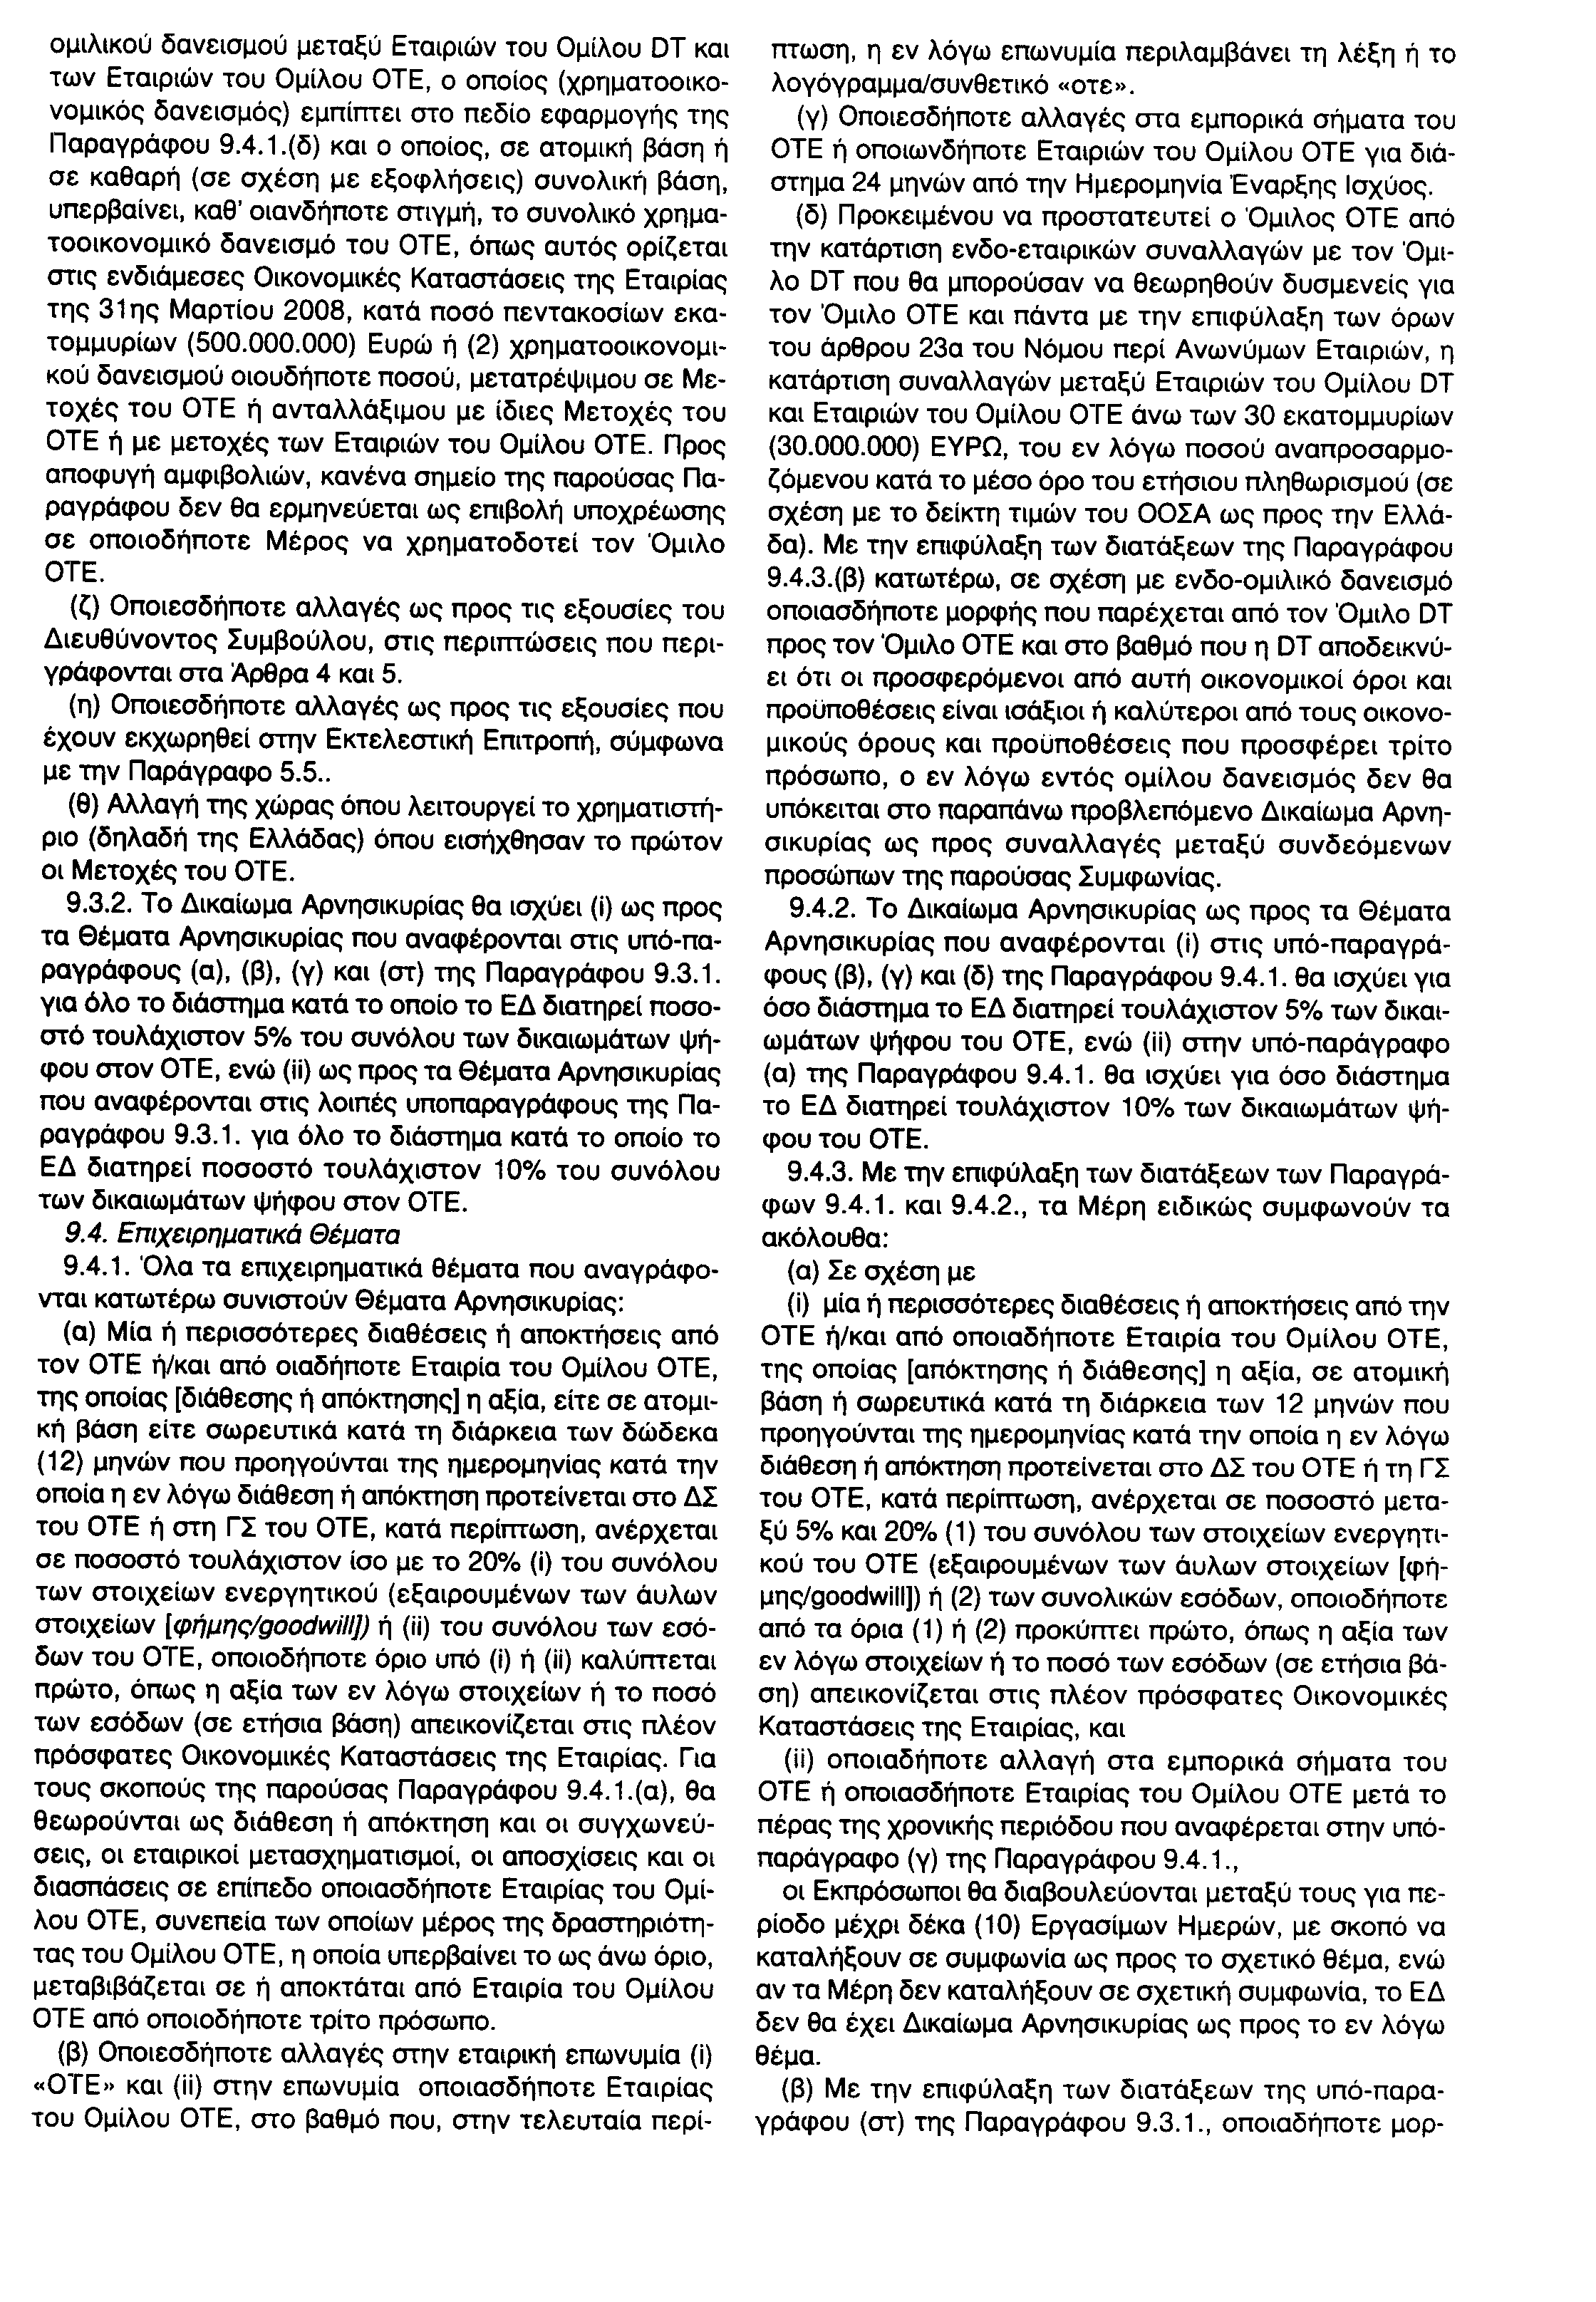 ομιλικού δανεισμού μεταξύ Εταιριών του Ομίλου DT και
των Εταιριών του Ομίλου ΟΤΕ, ο οποίος (χρηματοοικο-
νομικός δανεισμός) εμπίπτει στο πεδίο εφαρμογής της
Παραγράφου 9.4.1.(δ) και ο οποίος, σε ατομική βάση ή
σε καθαρή (σε σχέση με εξοφλήσεις) συνολική βάση,
υπερβαίνει, καθ’ οιανδήποτε στιγμή, το συνολικό χρημα-
τοοικονομικό δανεισμό του ΟΤΕ, όπως αυτός ορίζεται
στις ενδιάμεσες Οικονομικές Καταστάσεις της Εταιρίας
της 31ης Μαρτίου 2008, κατά ποσό πεντακοσίων εκα-
τομμυρίων (500.000.000) Ευρώ ή (2) χρηματοοικονομι-
κού δανεισμού οιουδήποτε ποσού, μετατρέψιμου σε Με-
τοχές του ΟΤΕ ή ανταλλάξιμου με ίδιες Μετοχές του
ΟΤΕ ή με μετοχές των Εταιριών του Ομίλου ΟΤΕ. Προς
αποφυγή αμφιβολιών, κανένα σημείο της παρούσας Πα-
ραγράφου δεν θα ερμηνεύεται ως επιβολή υποχρέωσης
σε οποιοδήποτε Μέρος να χρηματοδοτεί τον Όμιλο
ΟΤΕ.
(ζ) Οποιεσδήποτε αλλαγές ως προς τις εξουσίες του
Διευθύνοντος Συμβούλου, στις περιπτώσεις που περι-
γράφονται στα Άρθρα 4 και 5.
(η) Οποιεσδήποτε αλλαγές ως προς τις εξουσίες που
έχουν εκχωρηθεί στην Εκτελεστική Επιτροπή, σύμφωνα
με την Παράγραφο 5.5..
(θ) Αλλαγή της χώρας όπου λειτουργεί το χρηματιστή-
ριο (δηλαδή της Ελλάδας) όπου εισήχθησαν το πρώτον
οι Μετοχές του ΟΤΕ.
9.3.2. Το Δικαίωμα Αρνησικυρίας θα ισχύει (i) ως προς
τα Θέματα Αρνησικυρίας που αναφέρονται στις υπό-πα-
ραγράφους (α), (β), (γ) και (στ) της Παραγράφου 9.3.1.
για όλο το διάστημα κατά το οποίο το ΕΔ διατηρεί ποσο-
στό τουλάχιστον 5% του συνόλου των δικαιωμάτων ψή-
φου στον ΟΤΕ, ενώ (ii) ως προς τα Θέματα Αρνησικυρίας
που αναφέρονται στις λοιπές υποπαραγράφους της Πα-
ραγράφου 9.3.1. για όλο το διάστημα κατά το οποίο το
ΕΔ διατηρεί ποσοστό τουλάχιστον 10% του συνόλου
των δικαιωμάτων ψήφου στον ΟΤΕ.
9.4. Επιχειρηματικά Θέματα
9.4.1. Όλα τα επιχειρηματικά θέματα που αναγράφο-
νται κατωτέρω συνιστούν Θέματα Αρνησικυρίας:
(α) Μία ή περισσότερες διαθέσεις ή αποκτήσεις από
τον ΟΤΕ ή/και από οιαδήποτε Εταιρία του Ομίλου ΟΤΕ,
της οποίας [διάθεσης ή απόκτησης] η αξία, είτε σε ατομι-
κή βάση είτε σωρευτικά κατά τη διάρκεια των δώδεκα
(12) μηνών που προηγούνται της ημερομηνίας κατά την
οποία η εν λόγω διάθεση ή απόκτηση προτείνεται στο ΔΣ
του ΟΤΕ ή στη ΓΣ του ΟΤΕ, κατά περίπτωση, ανέρχεται
σε ποσοστό τουλάχιστον ίσο με το 20% (i) του συνόλου
των στοιχείων ενεργητικού (εξαιρουμένων των άυλων
στοιχείων [φήμης/goodwill]) ή (ii) του συνόλου των εσό-
δων του ΟΤΕ, οποιοδήποτε όριο υπό (i) ή (ii) καλύπτεται
πρώτο, όπως η αξία των εν λόγω στοιχείων ή το ποσό
των εσόδων (σε ετήσια βάση) απεικονίζεται στις πλέον
πρόσφατες Οικονομικές Καταστάσεις της Εταιρίας. Για
τους σκοπούς της παρούσας Παραγράφου 9.4.1.(α), θα
θεωρούνται ως διάθεση ή απόκτηση και οι συγχωνεύ-
σεις, οι εταιρικοί μετασχηματισμοί, οι αποσχίσεις και οι
διασπάσεις σε επίπεδο οποιασδήποτε Εταιρίας του Ομί-
λου ΟΤΕ, συνεπεία των οποίων μέρος της δραστηριότη-
τας του Ομίλου ΟΤΕ, η οποία υπερβαίνει το ως άνω όριο,
μεταβιβάζεται σε ή αποκτάται από Εταιρία του Ομίλου
ΟΤΕ από οποιοδήποτε τρίτο πρόσωπο.
(β) Οποιεσδήποτε αλλαγές στην εταιρική επωνυμία (i)
«ΟΤΕ» και (ii) στην επωνυμία οποιασδήποτε Εταιρίας
του Ομίλου ΟΤΕ, στο βαθμό που, στην τελευταία περί-
πτωση, η εν λόγω επωνυμία περιλαμβάνει τη λέξη ή το
λογόγραμμα/συνθετικό «οτε».
(γ) Οποιεσδήποτε αλλαγές στα εμπορικά σήματα του
ΟΤΕ ή οποιωνδήποτε Εταιριών του Ομίλου ΟΤΕ για διά-
στημα 24 μηνών από την Ημερομηνία Έναρξης Ισχύος.
(δ) Προκειμένου να προστατευτεί ο Όμιλος ΟΤΕ από
την κατάρτιση ενδο-εταιρικών συναλλαγών με τον Όμι-
λο DT που θα μπορούσαν να θεωρηθούν δυσμενείς για
τον Όμιλο ΟΤΕ και πάντα με την επιφύλαξη των όρων
του άρθρου 23α του Νόμου περί Ανωνύμων Εταιριών, η
κατάρτιση συναλλαγών μεταξύ Εταιριών του Ομίλου DT
και Εταιριών του Ομίλου ΟΤΕ άνω των 30 εκατομμυρίων
(30.000.000) ΕΥΡΩ, του εν λόγω ποσού αναπροσαρμο-
ζόμενου κατά το μέσο όρο του ετήσιου πληθωρισμού (σε
σχέση με το δείκτη τιμών του ΟΟΣΑ ως προς την Ελλά-
δα). Με την επιφύλαξη των διατάξεων της Παραγράφου
9.4.3.(β) κατωτέρω, σε σχέση με ενδο-ομιλικό δανεισμό
οποιασδήποτε μορφής που παρέχεται από τον Όμιλο DT
προς τον Όμιλο ΟΤΕ και στο βαθμό που η DT αποδεικνύ-
ει ότι οι προσφερόμενοι από αυτή οικονομικοί όροι και
προϋποθέσεις είναι ισάξιοι ή καλύτεροι από τους οικονο-
μικούς όρους και προϋποθέσεις που προσφέρει τρίτο
πρόσωπο, ο εν λόγω εντός ομίλου δανεισμός δεν θα
υπόκειται στο παραπάνω προβλεπόμενο Δικαίωμα Αρνη-
σικυρίας ως προς συναλλαγές μεταξύ συνδεόμενων
προσώπων της παρούσας Συμφωνίας.
9.4.2. Το Δικαίωμα Αρνησικυρίας ως προς τα Θέματα
Αρνησικυρίας που αναφέρονται (i) στις υπό-παραγρά-
φους (β), (γ) και (δ) της Παραγράφου 9.4.1. θα ισχύει για
όσο διάστημα το ΕΔ διατηρεί τουλάχιστον 5% των δικαι-
ωμάτων ψήφου του ΟΤΕ, ενώ (ii) στην υπό-παράγραφο
(α) της Παραγράφου 9.4.1. θα ισχύει για όσο διάστημα
το ΕΔ διατηρεί τουλάχιστον 10% των δικαιωμάτων ψή-
φου του ΟΤΕ.
9.4.3. Με την επιφύλαξη των διατάξεων των Παραγρά-
φων 9.4.1. και 9.4.2., τα Μέρη ειδικώς συμφωνούν τα
ακόλουθα:
(α) Σε σχέση με
(i) μία ή περισσότερες διαθέσεις ή αποκτήσεις από την
ΟΤΕ ή/και από οποιαδήποτε Εταιρία του Ομίλου ΟΤΕ,
της οποίας [απόκτησης ή διάθεσης] η αξία, σε ατομική
βάση ή σωρευτικά κατά τη διάρκεια των 12 μηνών που
προηγούνται της ημερομηνίας κατά την οποία η εν λόγω
διάθεση ή απόκτηση προτείνεται στο ΔΣ του ΟΤΕ ή τη ΓΣ
του ΟΤΕ, κατά περίπτωση, ανέρχεται σε ποσοστό μετα-
ξύ 5% και 20% (1) του συνόλου των στοιχείων ενεργητι-
κού του ΟΤΕ (εξαιρουμένων των άυλων στοιχείων [φή-
μης/goodwill]) ή (2) των συνολικών εσόδων, οποιοδήποτε
από τα όρια (1) ή (2) προκύπτει πρώτο, όπως η αξία των
εν λόγω στοιχείων ή το ποσό των εσόδων (σε ετήσια βά-
ση) απεικονίζεται στις πλέον πρόσφατες Οικονομικές
Καταστάσεις της Εταιρίας, και
(ii) οποιαδήποτε αλλαγή στα εμπορικά σήματα του
ΟΤΕ ή οποιασδήποτε Εταιρίας του Ομίλου ΟΤΕ μετά το
πέρας της χρονικής περιόδου που αναφέρεται στην υπό-
παράγραφο (γ) της Παραγράφου 9.4.1.,
οι Εκπρόσωποι θα διαβουλεύονται μεταξύ τους για πε-
ρίοδο μέχρι δέκα (10) Εργασίμων Ημερών, με σκοπό να
καταλήξουν σε συμφωνία ως προς το σχετικό θέμα, ενώ
αν τα Μέρη δεν καταλήξουν σε σχετική συμφωνία, το ΕΔ
δεν θα έχει Δικαίωμα Αρνησικυρίας ως προς το εν λόγω
θέμα.
(β) Με την επιφύλαξη των διατάξεων της υπό-παρα-
γράφου (στ) της Παραγράφου 9.3.1., οποιαδήποτε μορ-